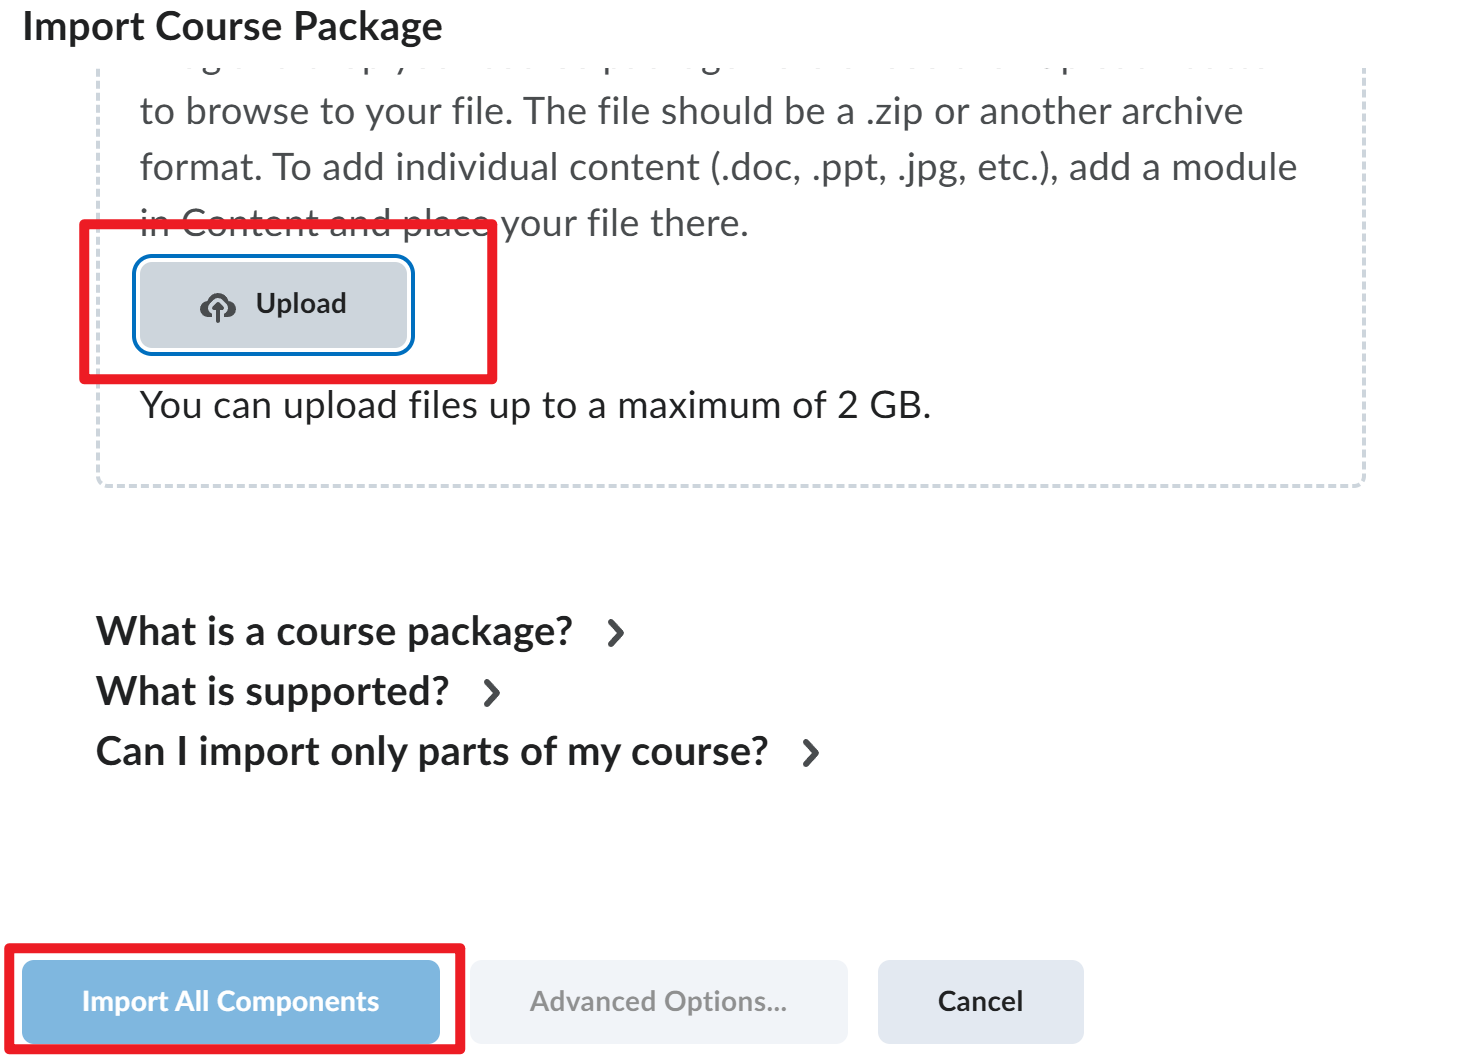 Import Course Package
to browse to your file. The file should be a .zip or another archive
format. To add individual content (.doc, .ppt, .jpg, etc.), add a module
in Content and place your file there.
Upload
You can upload files up to a maximum of 2 GB.
What is a course package?
What is supported?
Can I import only parts of my course?
Import All Components
Advanced Options...
Cancel